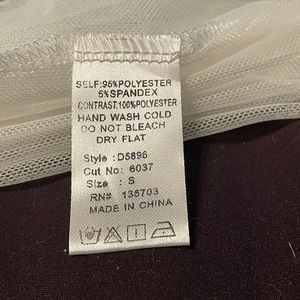 SELF:95%POLYESTER
5%SPANDEX
CONTRAST:100%POLYESTER
HAND WASH COLD
DO NOT BLEACH
DRY FLAT
Style : D5896
Cut No: 6037
Size : S
RN# 135703
MADE IN CHINA